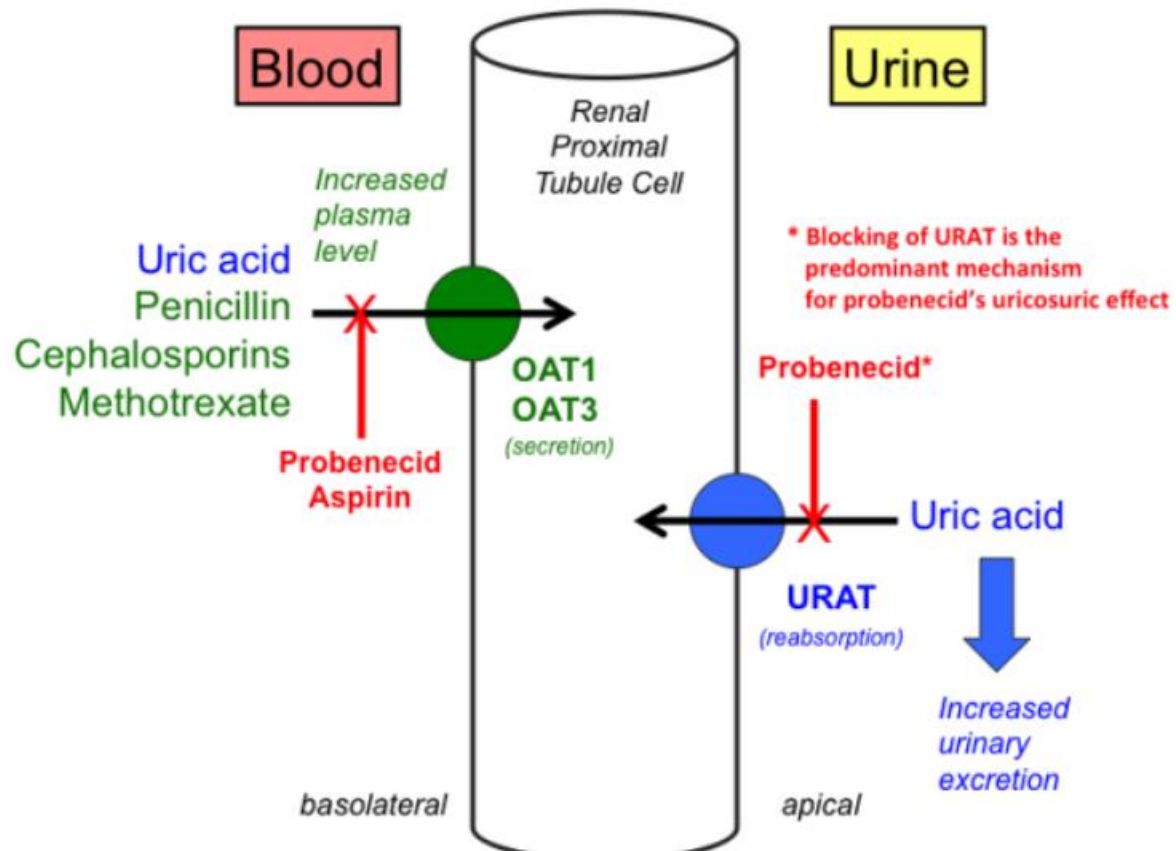 Blood
Urine
Renal
Proximal
Tubule Cell
Increased
plasma
level
Uric acid
Penicillin
Cephalosporins
Methotrexate
* Blocking of URAT is the
predominant mechanism
for probenecid's uricosuric effect
OAT1
OAT3
(secretion)
Probenecid
Aspirin
Probenecid*
Uric acid
URAT
(reabsorption)
Increased
urinary
excretion
basolateral
apical